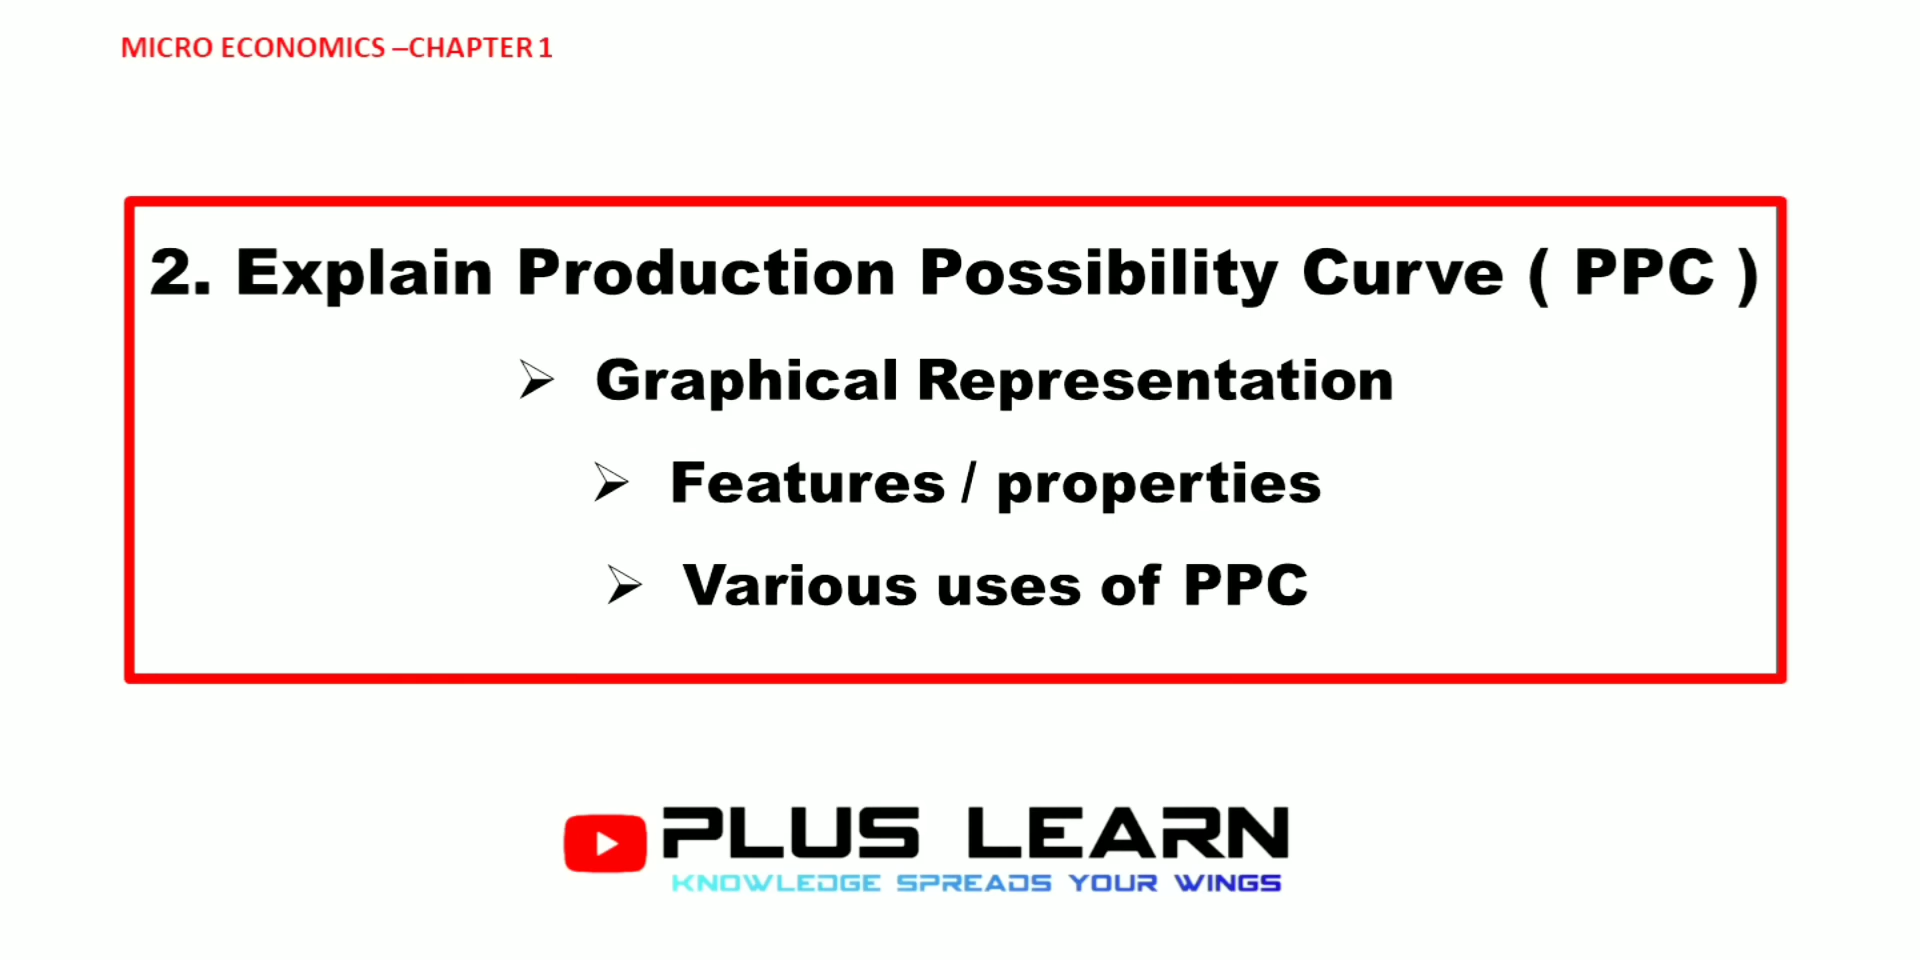 MICRO ECONOMICS –CHAPTER 1
2. Explain Production Possibility Curve ( PPC )
➢ Graphical Representation
➢ Features / properties
➢ Various uses of PPC
PLUS LEARN
KNOWLEDGE SPREADS YOUR WINGS